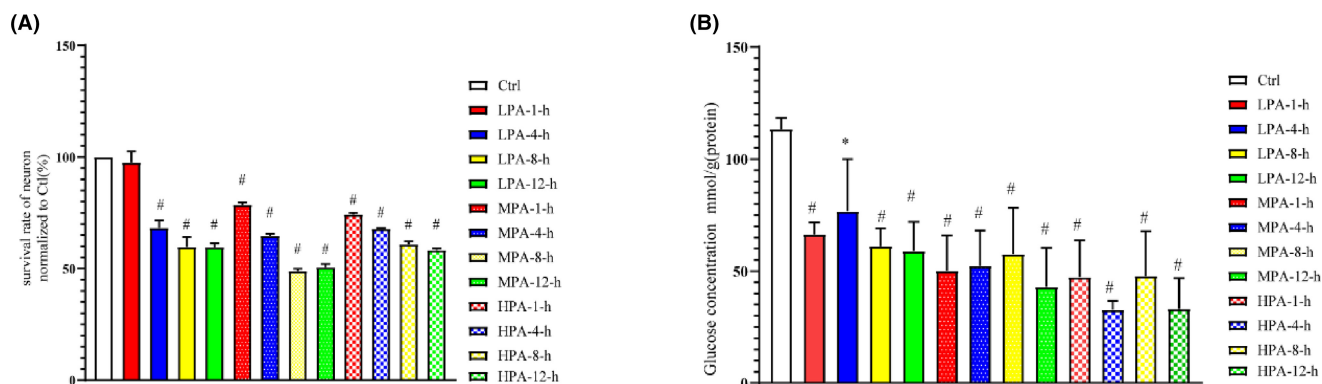 (A)
150
100
50
0
survival rate of neuron
normalized to Ctl(%)
#
#
#
#
#
#
#
#
#
#
#
Ctrl
LPA-1-h
LPA-4-h
LPA-8-h
LPA-12-h
MPA-1-h
MPA-4-h
MPA-8-h
MPA-12-h
HPA-1-h
HPA-4-h
HPA-8-h
HPA-12-h
(B)
150
100
50
0
Glucose concentration mmol/g(protein)
#
*
#
#
#
#
#
#
#
#
#
#
Ctrl
LPA-1-h
LPA-4-h
LPA-8-h
LPA-12-h
MPA-1-h
MPA-4-h
MPA-8-h
MPA-12-h
HPA-1-h
HPA-4-h
HPA-8-h
HPA-12-h